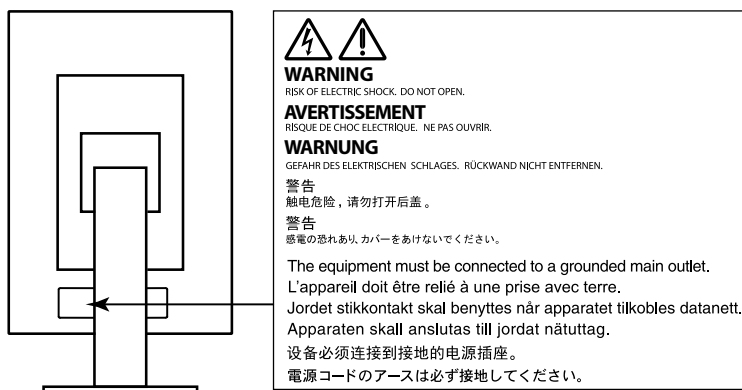 WARNING
RISK OF ELECTRIC SHOCK. DO NOT OPEN.
AVERTISSEMENT
RISQUE DE CHOC ELECTRIQUE. NE PAS OUVRIR.
WARNUNG
GEFAHR DES ELEKTRISCHEN SCHLAGES. RÜCKWAND NICHT ENTFERNEN.
警告
触电危险，请勿打开后盖。
警告
感電の恐れあり、カバーをあけないでください。
The equipment must be connected to a grounded main outlet.
L'appareil doit être relié à une prise avec terre.
Jordet stikkontakt skal benyttes når apparatet tilkobles datanett.
Apparaten skall anslutas till jordat nätuttag.
设备必须连接到接地的电源插座。
電源コードのアースは必ず接地してください。